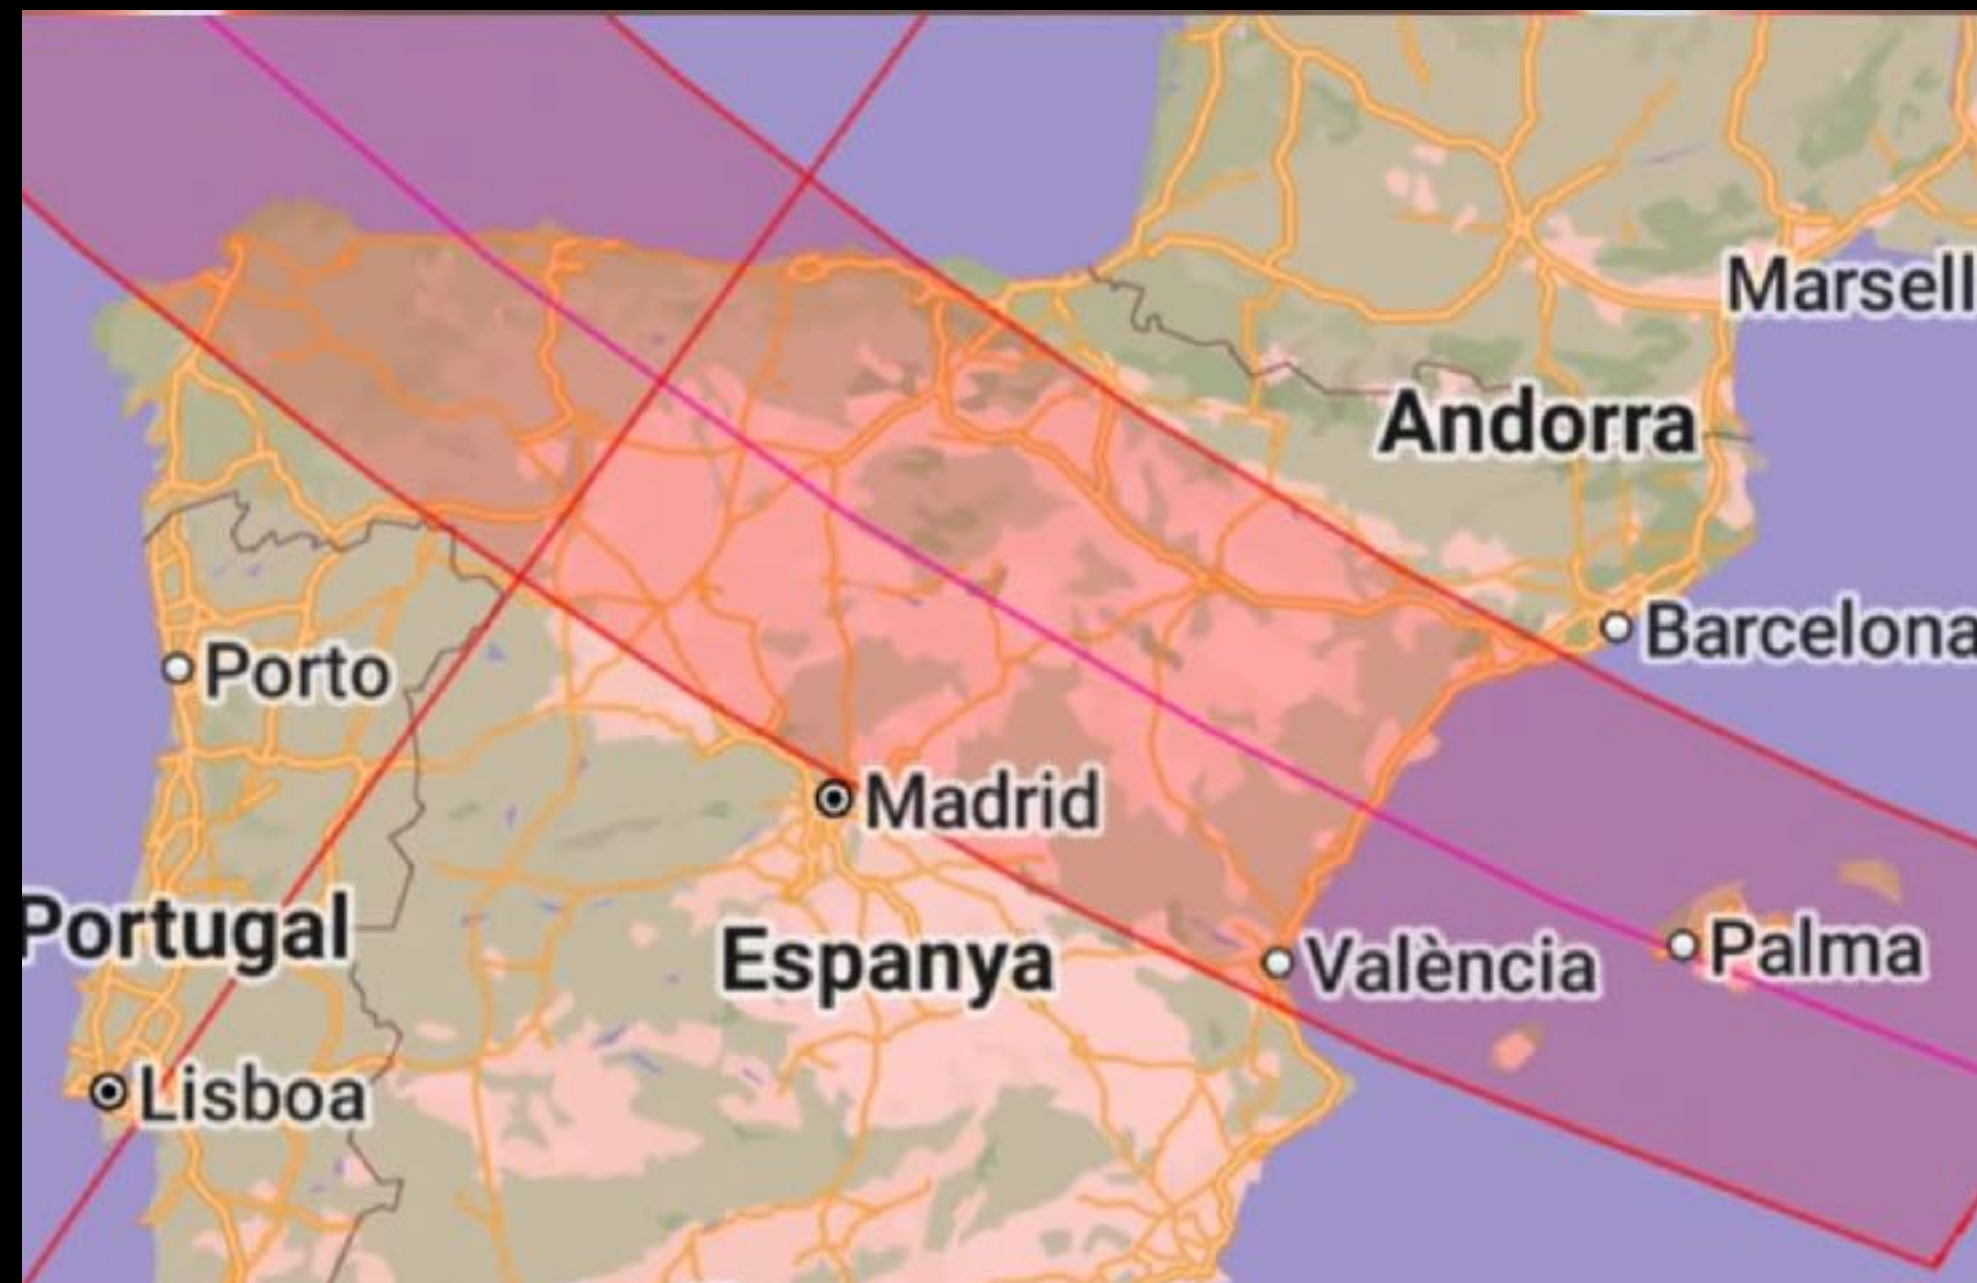 Marsell
Andorra
Barcelona
Porto
Madrid
Portugal
Espanya
València
Palma
Lisboa